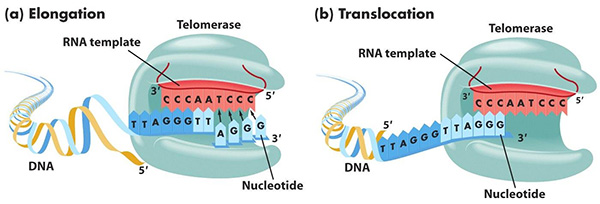 (a) Elongation
Telomerase
RNA template
3′
5′
C C C A A T C C C
T T A G G G T T A G G G
3′
5′
DNA
Nucleotide
(b) Translocation
Telomerase
RNA template
3′
5′
C C C A A T C C C
5′
T T A G G G T T A G G G
3′
DNA
Nucleotide